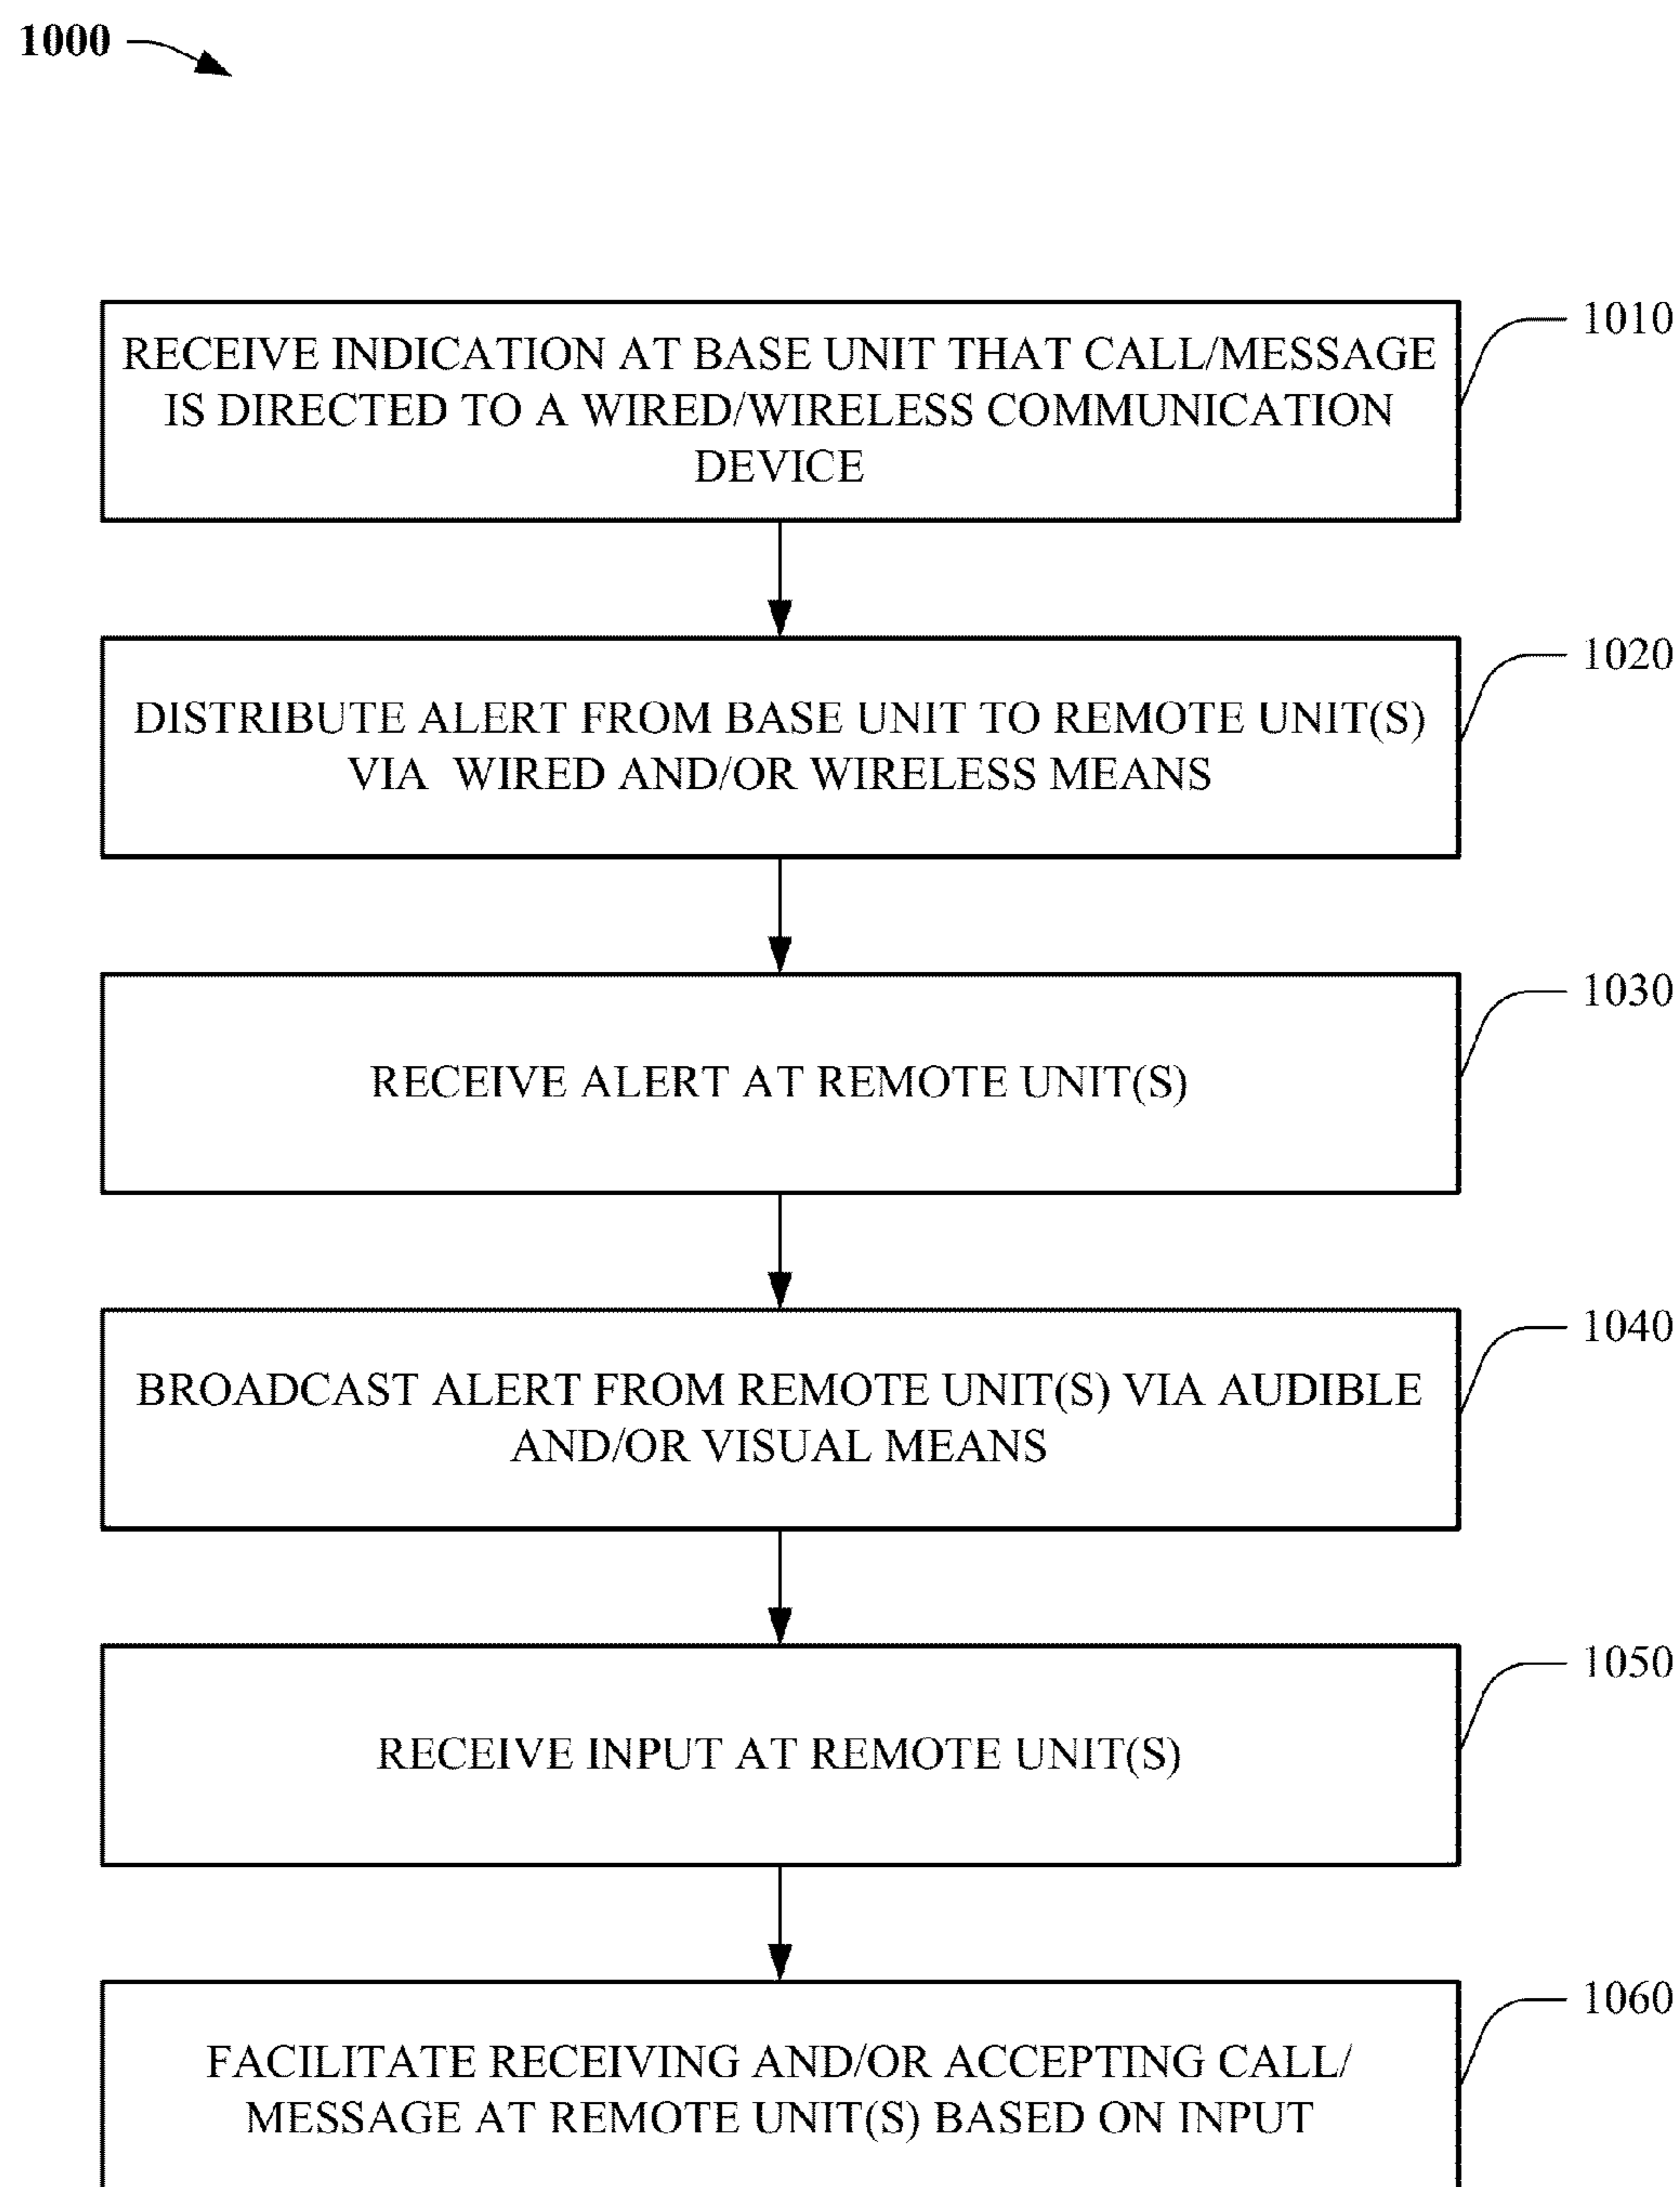 1000
RECEIVE INDICATION AT BASE UNIT THAT CALL/MESSAGE
IS DIRECTED TO A WIRED/WIRELESS COMMUNICATION
DEVICE
1010
DISTRIBUTE ALERT FROM BASE UNIT TO REMOTE UNIT(S)
VIA WIRED AND/OR WIRELESS MEANS
1020
RECEIVE ALERT AT REMOTE UNIT(S)
1030
BROADCAST ALERT FROM REMOTE UNIT(S) VIA AUDIBLE
AND/OR VISUAL MEANS
1040
RECEIVE INPUT AT REMOTE UNIT(S)
1050
FACILITATE RECEIVING AND/OR ACCEPTING CALL/
MESSAGE AT REMOTE UNIT(S) BASED ON INPUT
1060